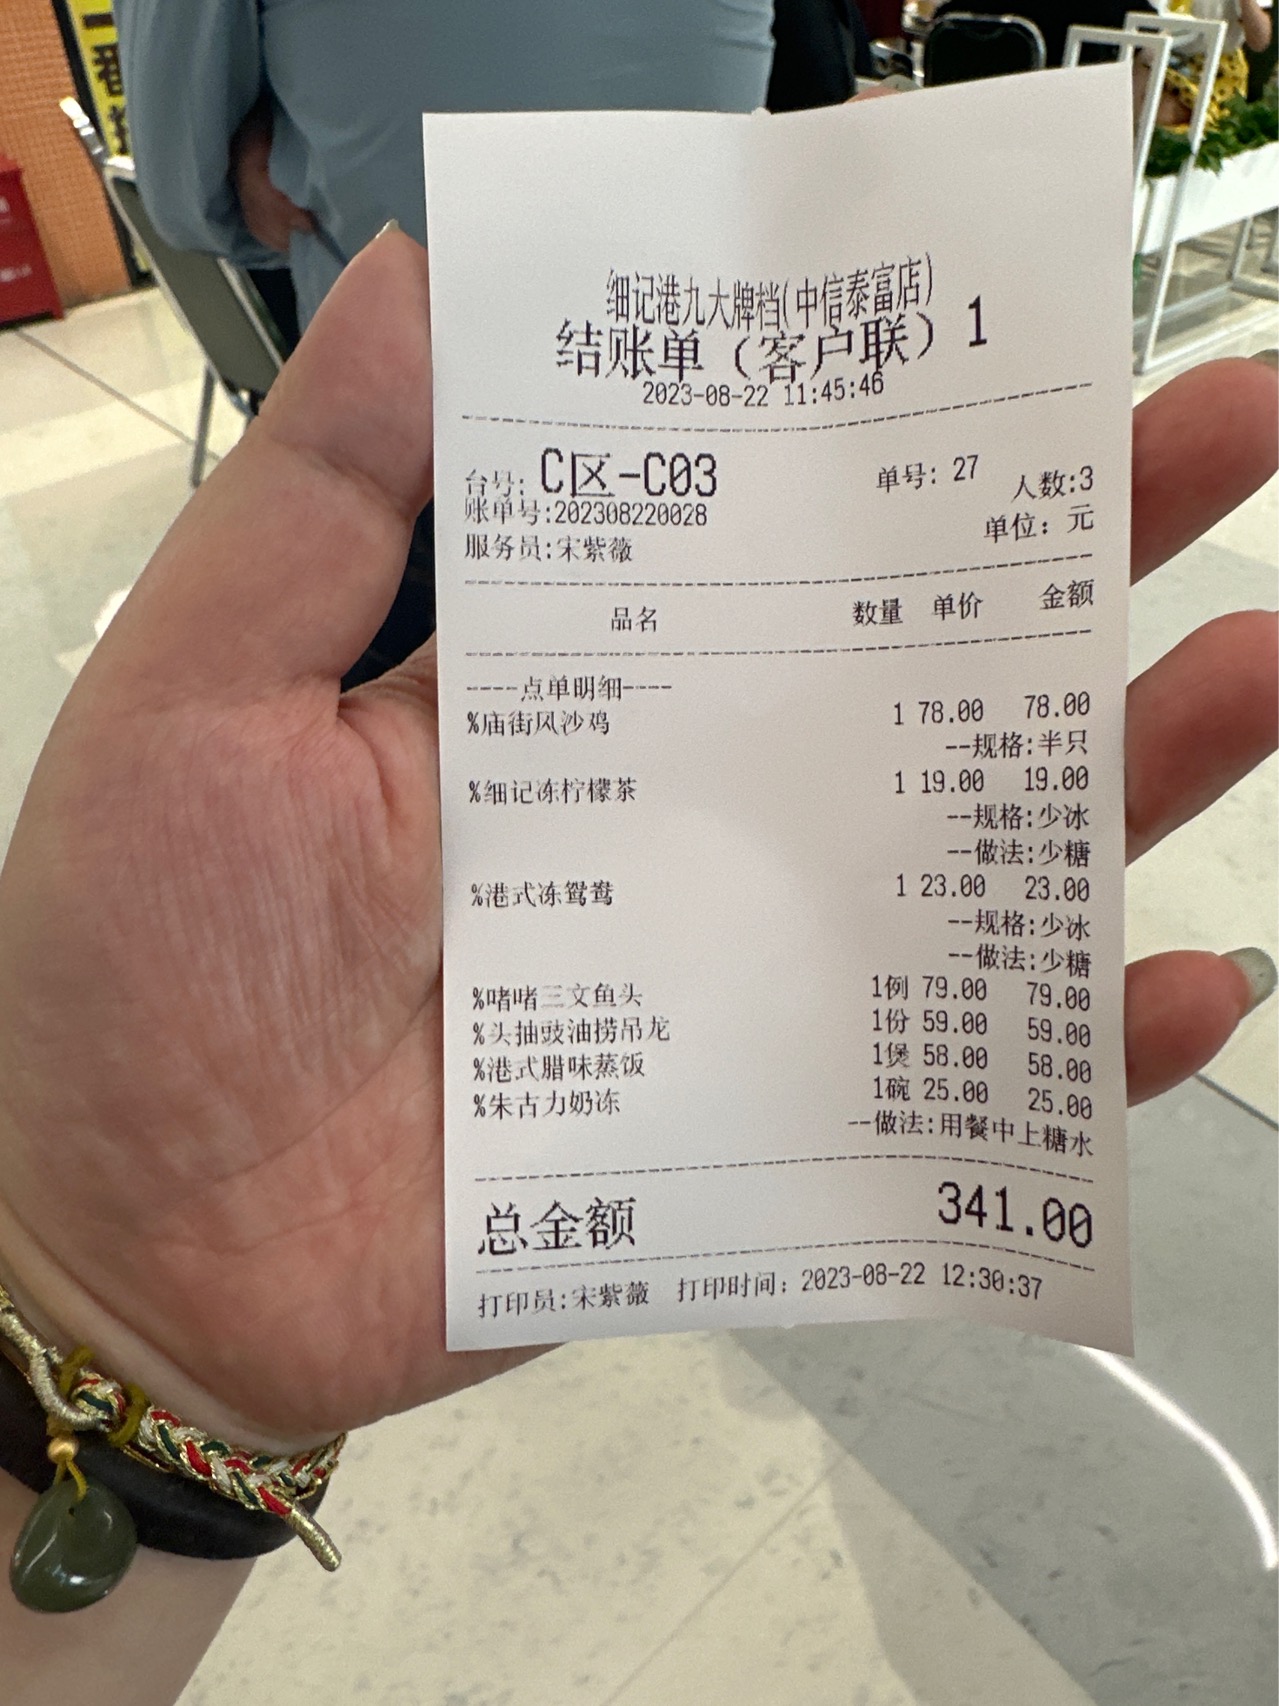 一番
细记港九大牌档(中信泰富店)
结账单（客户联）1
2023-08-22 11:45:46
台号: C区-C03 单号: 27 人数:3
账单号:202308220028 单位: 元
服务员:宋紫薇
品名 数量 单价 金额
----点单明细----
%庙街风沙鸡 1 78.00 78.00
--规格:半只
%细记冻柠檬茶 1 19.00 19.00
--规格:少冰
--做法:少糖
%港式冻鸳鸯 1 23.00 23.00
--规格:少冰
--做法:少糖
%啫啫三文鱼头 1例 79.00 79.00
%头抽豉油捞吊龙 1份 59.00 59.00
%港式腊味蒸饭 1煲 58.00 58.00
%朱古力奶冻 1碗 25.00 25.00
--做法:用餐中上糖水
总金额 341.00
打印员:宋紫薇 打印时间: 2023-08-22 12:30:37